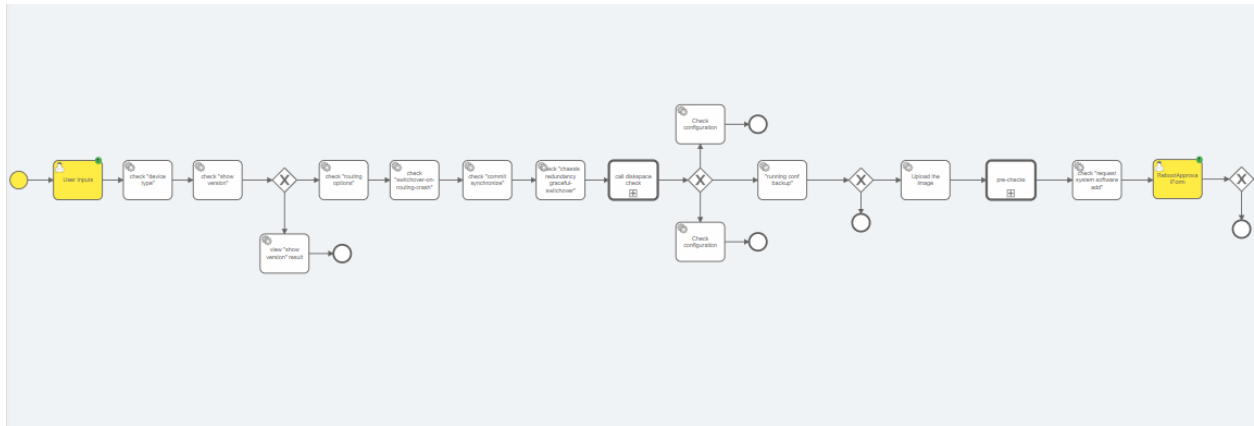 User Inputs
check "device
type"
check "show
version"
view "show
version" result
check "routing
options"
check
"switchover-on-
routing-crash"
check "commit
synchronize"
check "chassis
redundancy
graceful-
switchover"
call diskspace
check
Check
configuration
Check
configuration
"running conf
backup"
Upload the
Image
pre-checks
check "request
system software
add"
RebootApprova
lForm